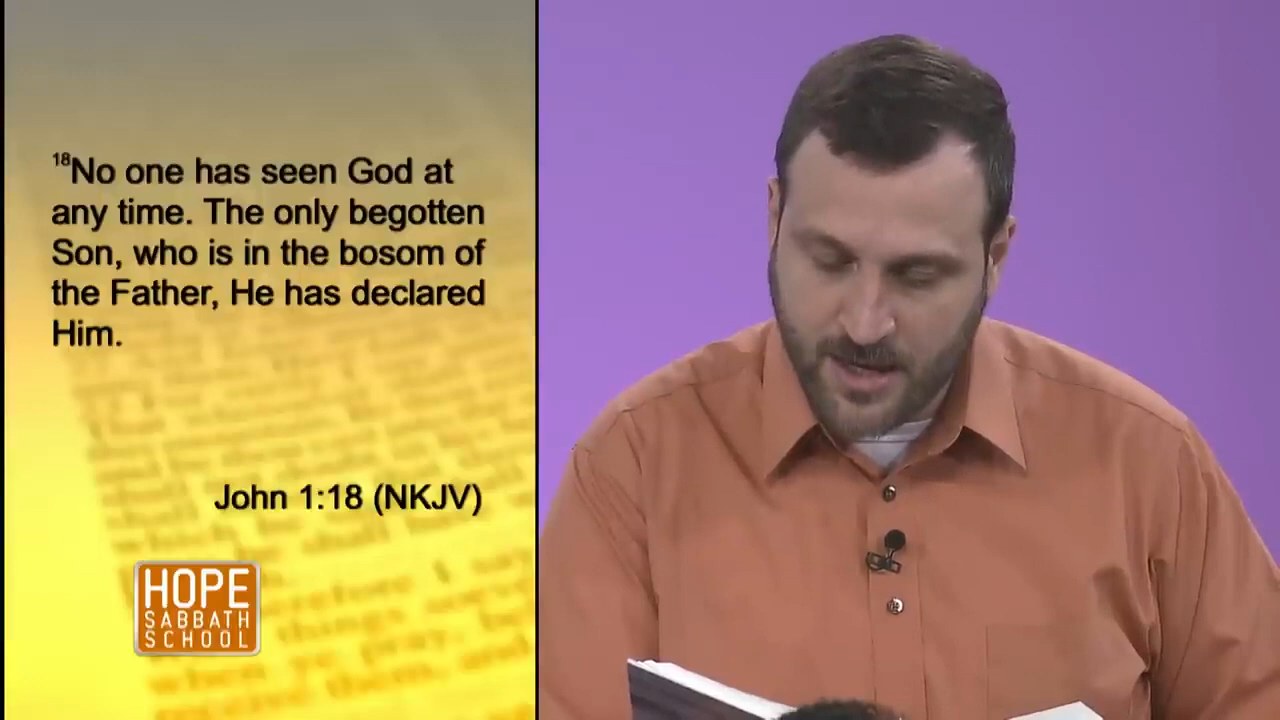 ¹⁸No one has seen God at
any time. The only begotten
Son, who is in the bosom of
the Father, He has declared
Him.
John 1:18 (NKJV)
HOPE
SABBATH
SCHOOL